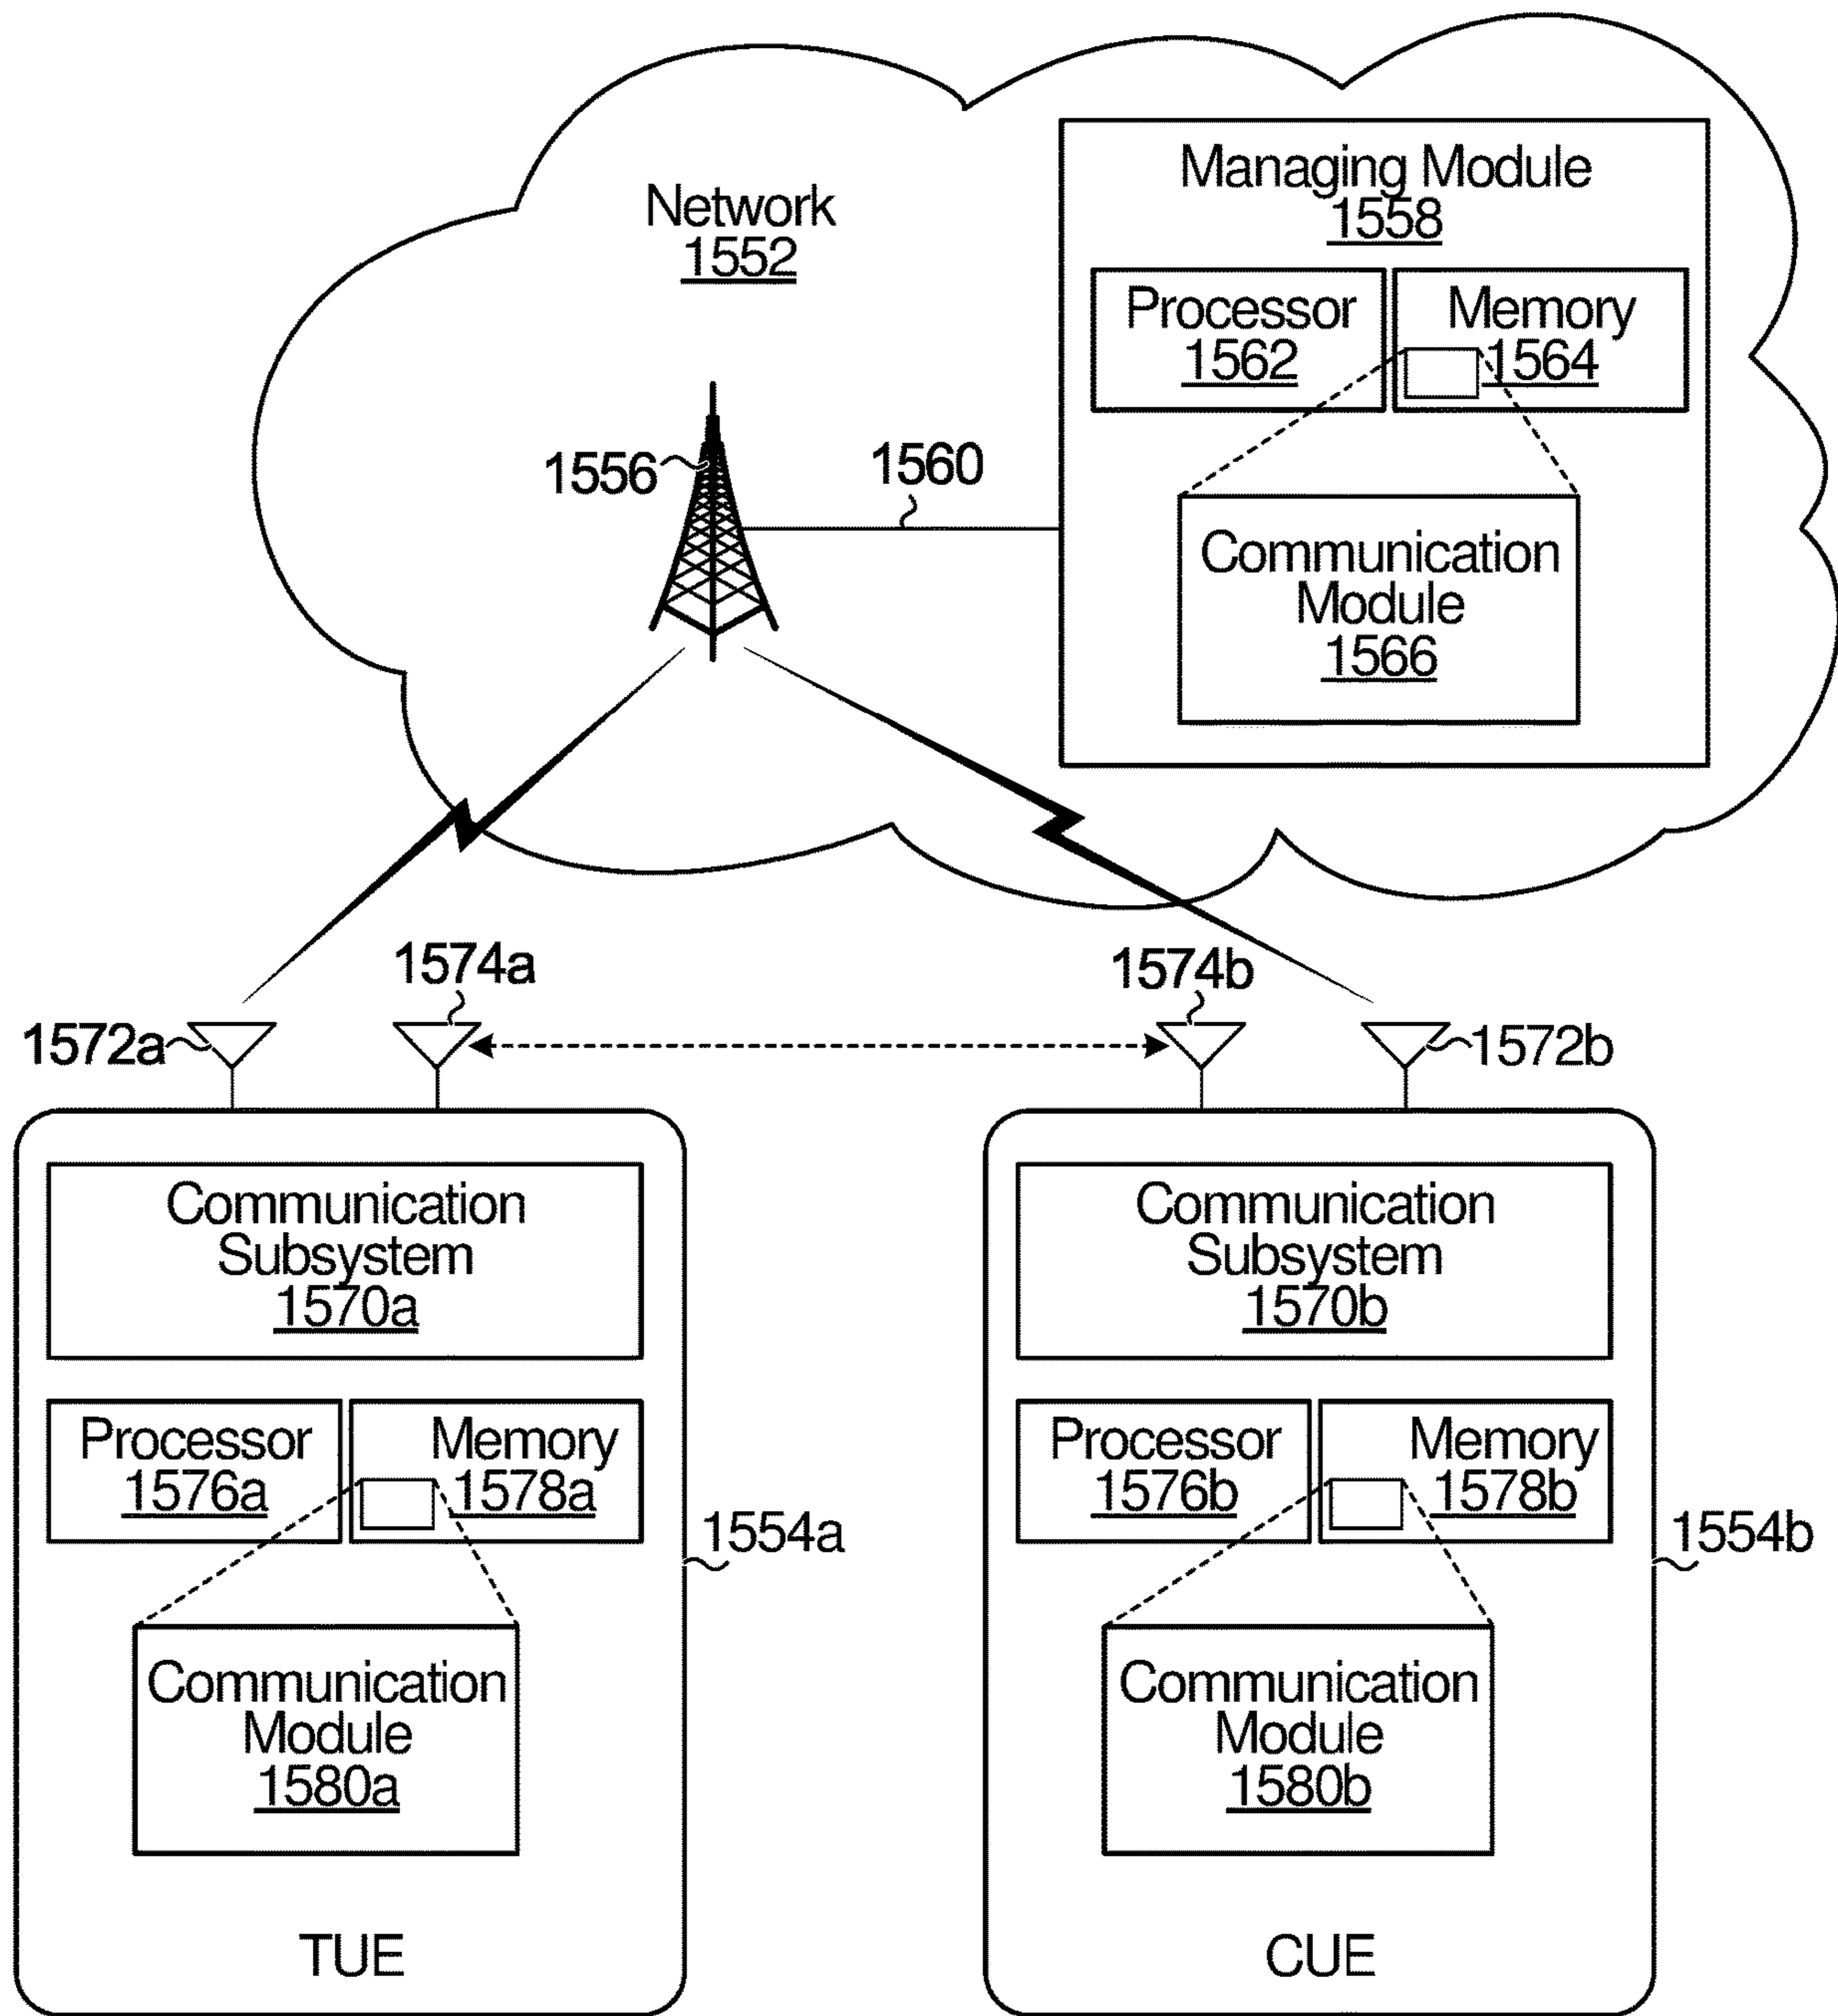 Network
1552
Managing Module
1558
Processor
1562
Memory
1564
1556
1560
Communication
Module
1566
1574a
1574b
1572a
1572b
Communication
Subsystem
1570a
Processor
1576a
Memory
1578a
1554a
Communication
Module
1580a
TUE
Communication
Subsystem
1570b
Processor
1576b
Memory
1578b
1554b
Communication
Module
1580b
CUE